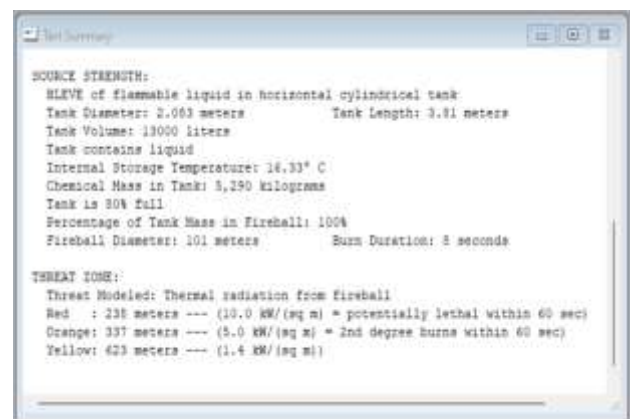 Text Summary
SOURCE STRENGTH:
BLEVE of flammable liquid in horizontal cylindrical tank
Tank Diameter: 2.083 meters Tank Length: 3.81 meters
Tank Volume: 13000 liters
Tank contains liquid
Internal Storage Temperature: 16.33° C
Chemical Mass in Tank: 5,290 kilograms
Tank is 80% full
Percentage of Tank Mass in Fireball: 100%
Fireball Diameter: 101 meters Burn Duration: 8 seconds
THREAT ZONE:
Threat Modeled: Thermal radiation from fireball
Red : 238 meters --- (10.0 kW/(sq m) = potentially lethal within 60 sec)
Orange: 337 meters --- (5.0 kW/(sq m) = 2nd degree burns within 60 sec)
Yellow: 623 meters --- (1.4 kW/(sq m))